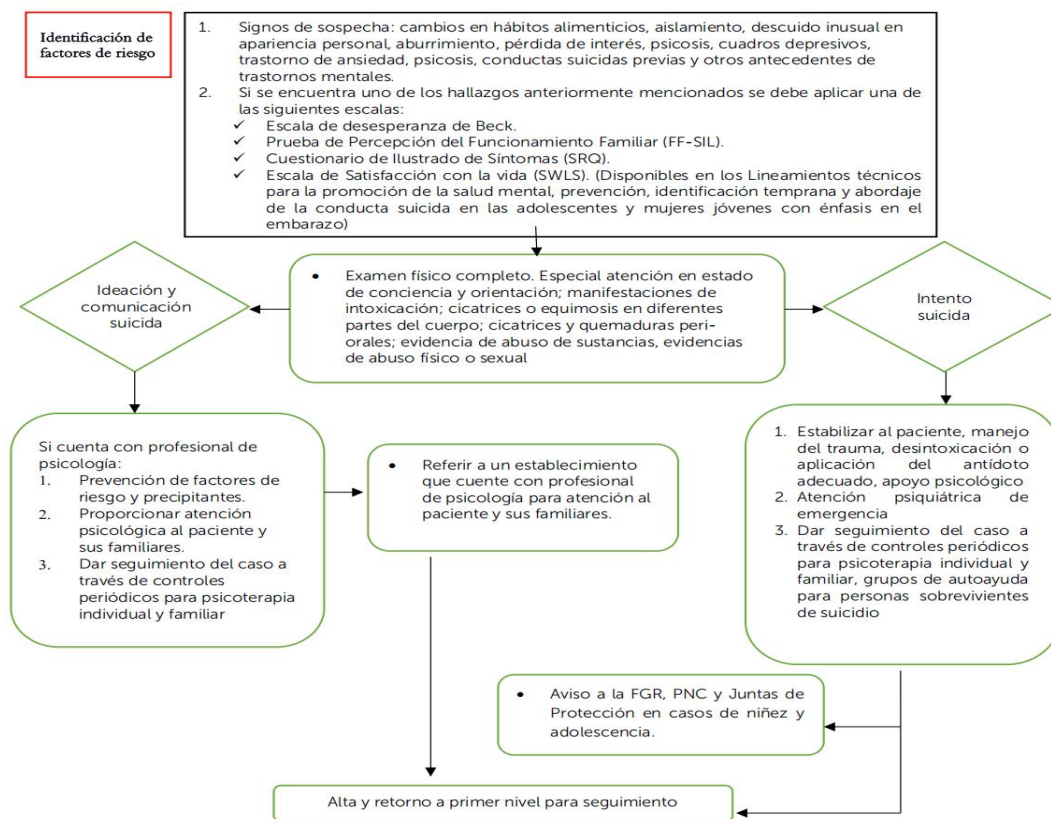 Identificación de
factores de riesgo
1. Signos de sospecha: cambios en hábitos alimenticios, aislamiento, descuido inusual en
apariencia personal, aburrimiento, pérdida de interés, psicosis, cuadros depresivos,
trastorno de ansiedad, psicosis, conductas suicidas previas y otros antecedentes de
trastornos mentales.
2. Si se encuentra uno de los hallazgos anteriormente mencionados se debe aplicar una de
las siguientes escalas:
✓ Escala de desesperanza de Beck.
✓ Prueba de Percepción del Funcionamiento Familiar (FF-SIL).
✓ Cuestionario de Ilustrado de Síntomas (SRQ).
✓ Escala de Satisfacción con la vida (SWLS). (Disponibles en los Lineamientos técnicos
para la promoción de la salud mental, prevención, identificación temprana y abordaje
de la conducta suicida en las adolescentes y mujeres jóvenes con énfasis en el
embarazo)
Ideación y
comunicación
suicida
• Examen físico completo. Especial atención en estado
de conciencia y orientación; manifestaciones de
intoxicación; cicatrices o equimosis en diferentes
partes del cuerpo; cicatrices y quemaduras peri-
orales; evidencia de abuso de sustancias, evidencias
de abuso físico o sexual
Intento
suicida
Si cuenta con profesional de
psicología:
1. Prevención de factores de
riesgo y precipitantes.
2. Proporcionar atención
psicológica al paciente y
sus familiares.
3. Dar seguimiento del caso a
través de controles
periódicos para psicoterapia
individual y familiar
• Referir a un establecimiento
que cuente con profesional
de psicología para atención al
paciente y sus familiares.
1. Estabilizar al paciente, manejo
del trauma, desintoxicación o
aplicación del antídoto
adecuado, apoyo psicológico
2. Atención psiquiátrica de
emergencia
3. Dar seguimiento del caso a
través de controles periódicos
para psicoterapia individual y
familiar, grupos de autoayuda
para personas sobrevivientes
de suicidio
• Aviso a la FGR, PNC y Juntas de
Protección en casos de niñez y
adolescencia.
Alta y retorno a primer nivel para seguimiento